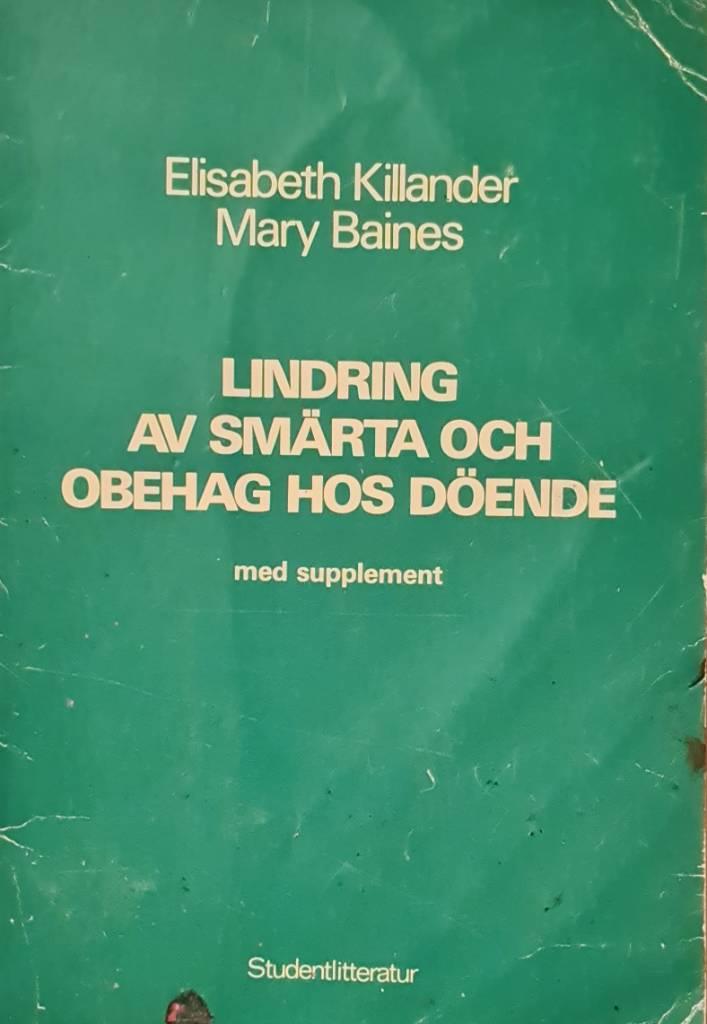 Elisabeth Killander
Mary Baines
LINDRING
AV SMÄRTA OCH
OBEHAG HOS DÖENDE
med supplement
Studentlitteratur